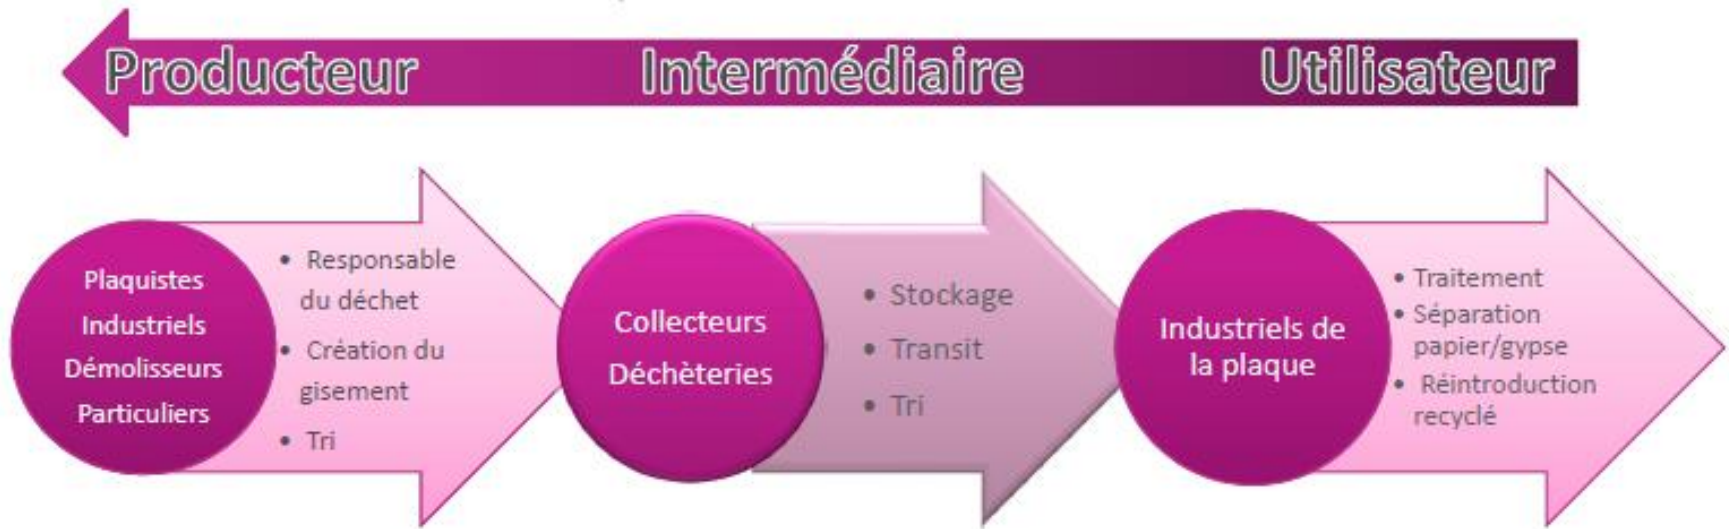 Producteur Intermédiaire Utilisateur
Plaquistes
Industriels
Démolisseurs
Particuliers
• Responsable
du déchet
• Création du
gisement
• Tri
Collecteurs
Déchèteries
• Stockage
• Transit
• Tri
Industriels de
la plaque
• Traitement
• Séparation
papier/gypse
• Réintroduction
recyclé